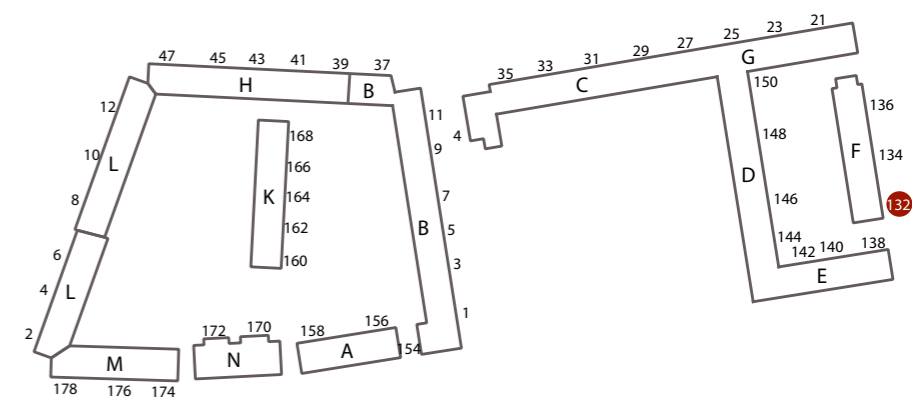 47 45 43 41 39 37
H B
12 10 8 6 4 2
L
L
168
166
164
162
160
K
11
9
7
5
3
1
B
172 170
N
158 156
A
154
M
178 176 174
35 33 31 29 27 25 23 21
C G
4
150
148
146
144
D
142 140 138
E
136
134
132
F